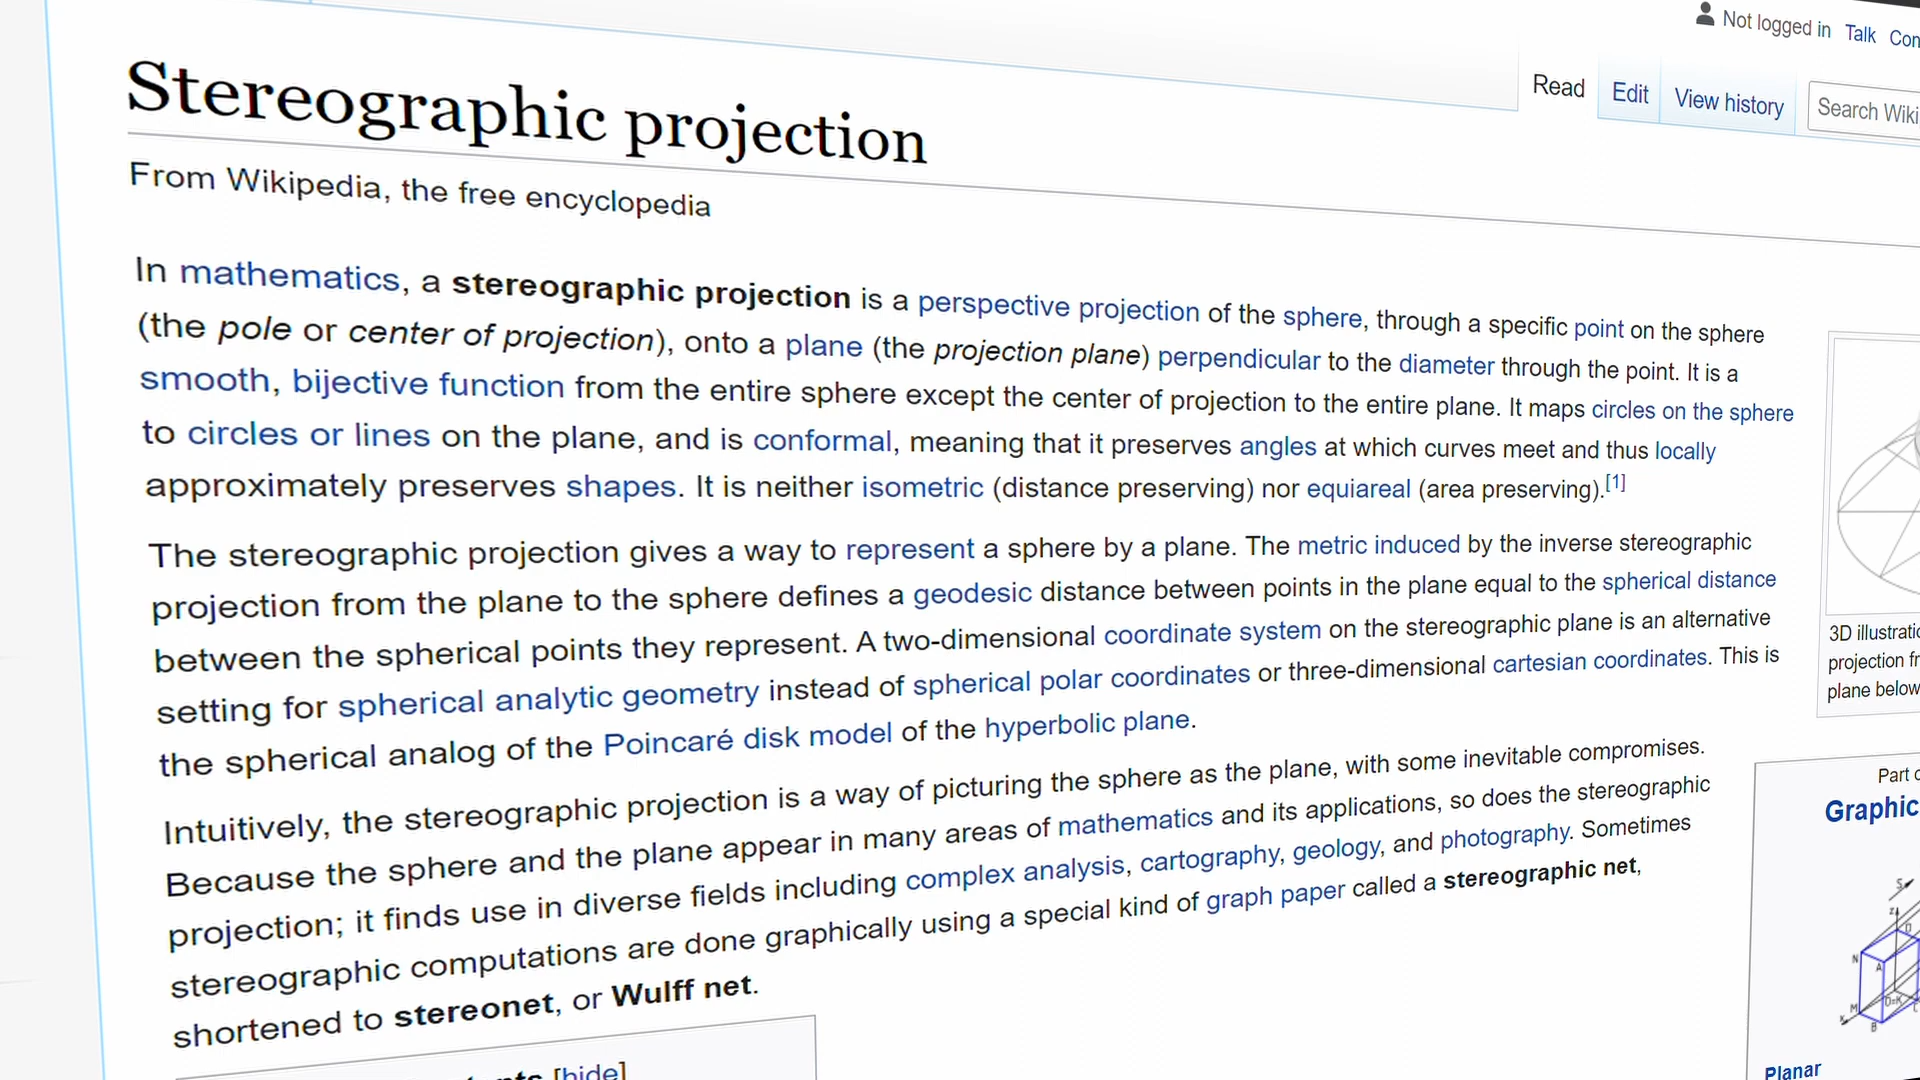 Not logged in Talk
Read Edit View history Search
Stereographic projection
From Wikipedia, the free encyclopedia
In mathematics, a stereographic projection is a perspective projection of the sphere, through a specific point on the sphere
(the pole or center of projection), onto a plane (the projection plane) perpendicular to the diameter through the point. It is a
smooth, bijective function from the entire sphere except the center of projection to the entire plane. It maps circles on the sphere
to circles or lines on the plane, and is conformal, meaning that it preserves angles at which curves meet and thus locally
approximately preserves shapes. It is neither isometric (distance preserving) nor equiareal (area preserving).[1]
The stereographic projection gives a way to represent a sphere by a plane. The metric induced by the inverse stereographic
projection from the plane to the sphere defines a geodesic distance between points in the plane equal to the spherical distance
between the spherical points they represent. A two-dimensional coordinate system on the stereographic plane is an alternative
setting for spherical analytic geometry instead of spherical polar coordinates or three-dimensional cartesian coordinates. This is
the spherical analog of the Poincaré disk model of the hyperbolic plane.
Intuitively, the stereographic projection is a way of picturing the sphere as the plane, with some inevitable compromises.
Because the sphere and the plane appear in many areas of mathematics and its applications, so does the stereographic
projection; it finds use in diverse fields including complex analysis, cartography, geology, and photography. Sometimes
stereographic computations are done graphically using a special kind of graph paper called a stereographic net,
shortened to stereonet, or Wulff net.
[hide]
3D
projection
plane below
Part
Planar